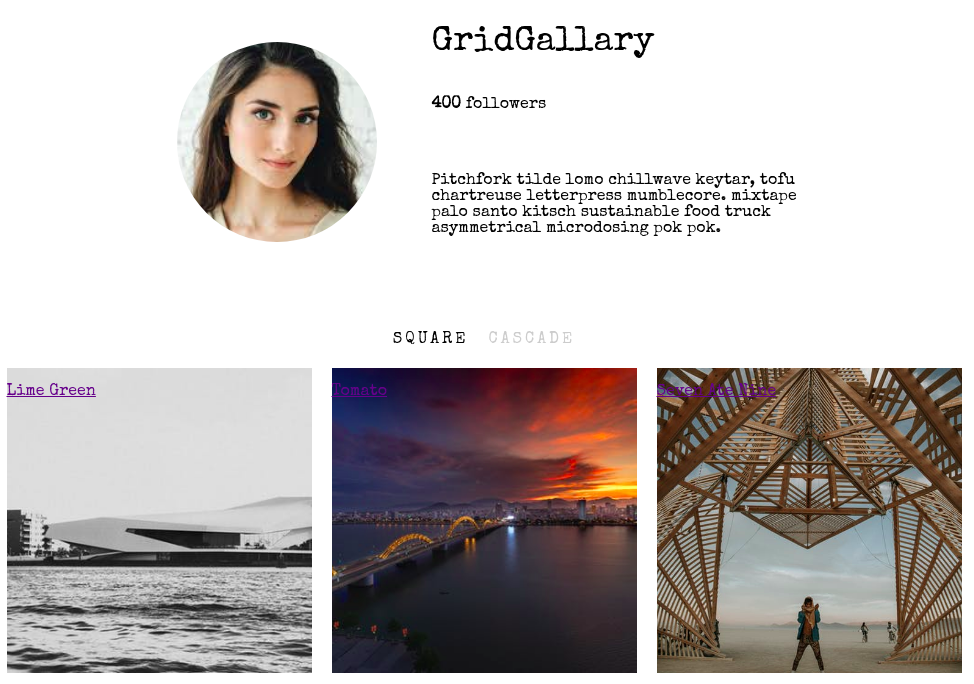 GridGallary
400 followers
Pitchfork tilde lomo chillwave keytar, tofu
chartreuse letterpress mumblecore. mixtape
palo santo kitsch sustainable food truck
asymmetrical microdosing pok pok.
SQUARE CASCADE
Lime Green
Tomato
Seven Ate Nine